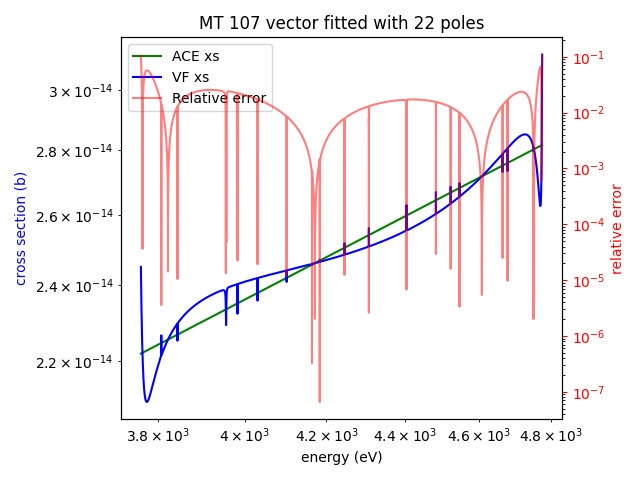 MT 107 vector fitted with 22 poles
ACE xs
VF xs
Relative error
3 × 10⁻¹⁴
2.8 × 10⁻¹⁴
2.6 × 10⁻¹⁴
2.4 × 10⁻¹⁴
2.2 × 10⁻¹⁴
cross section (b)
10⁻¹
10⁻²
10⁻³
10⁻⁴
10⁻⁵
10⁻⁶
10⁻⁷
relative error
3.8 × 10³ 4 × 10³ 4.2 × 10³ 4.4 × 10³ 4.6 × 10³ 4.8 × 10³
energy (eV)